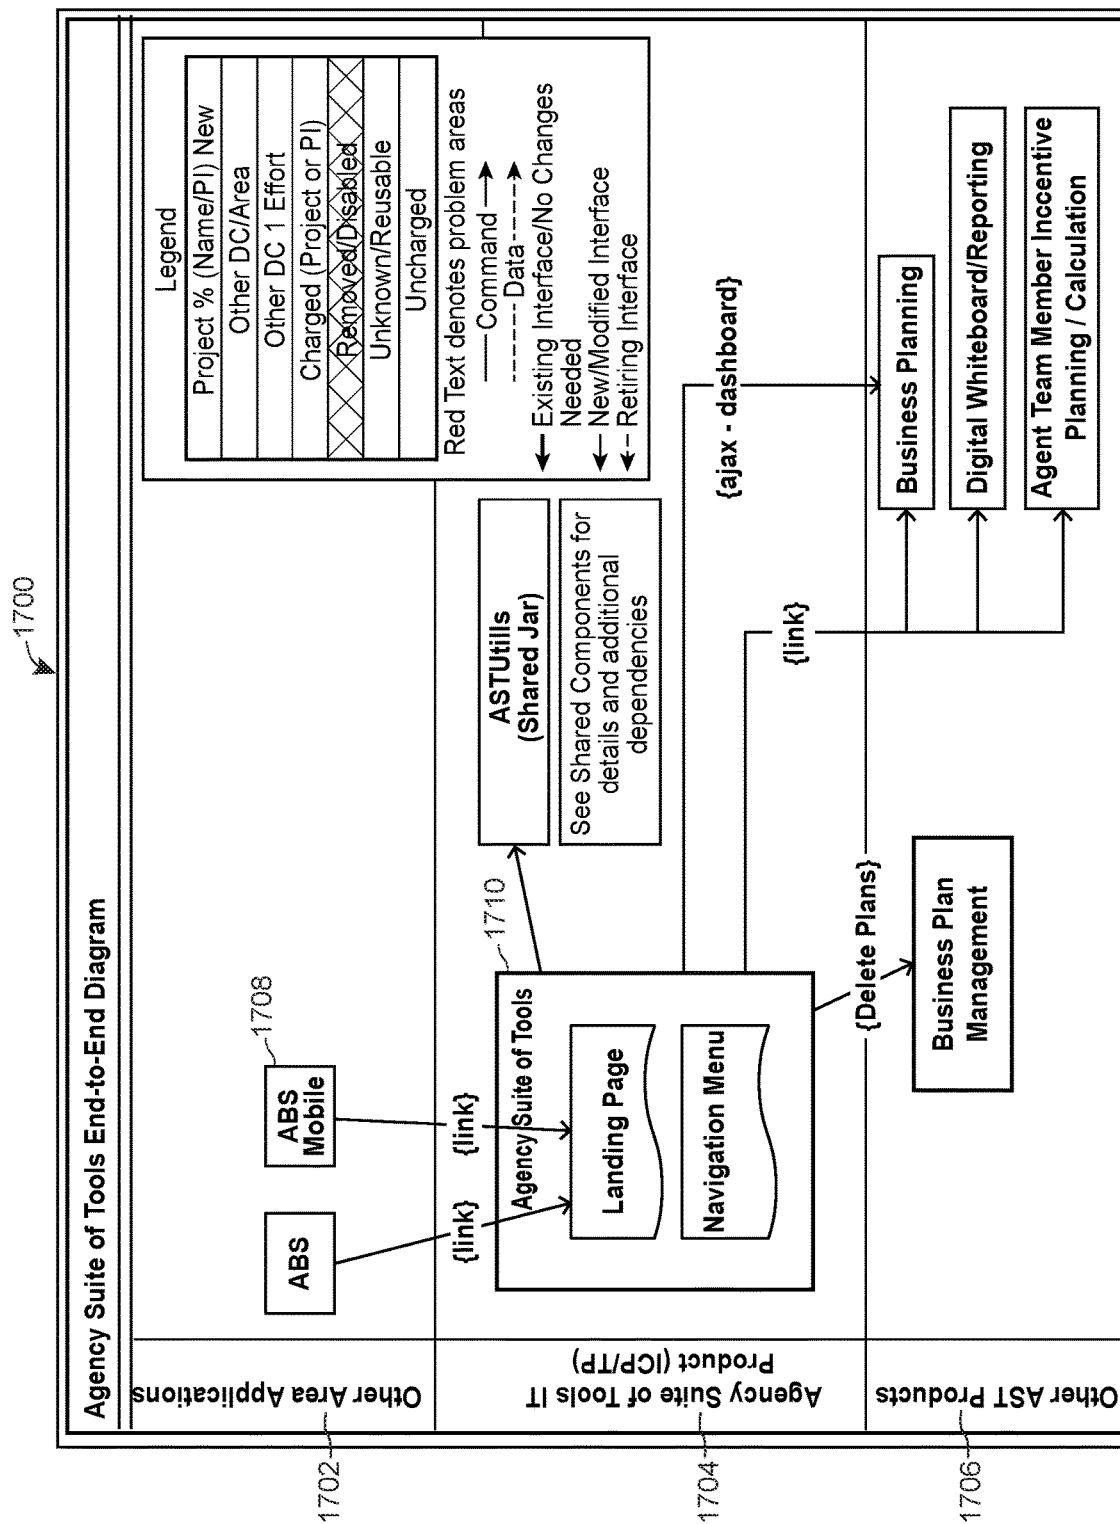 1700
Agency Suite of Tools End-to-End Diagram
1702
Other Area Applications
ABS
ABS
Mobile
1708
Legend
Project % (Name/PI) New
Other DC/Area
Other DC 1 Effort
Charged (Project or PI)
Removed/Disabled
Unknown/Reusable
Uncharged
Red Text denotes problem areas
Command
Data
Existing Interface/No Changes
Needed
New/Modified Interface
Retiring Interface
1704
Agency Suite of Tools IT
Product (ICP/TP)
{link}
{link}
1710
Agency Suite of Tools
Landing Page
Navigation Menu
ASTUtills
(Shared Jar)
See Shared Components for
details and additional
dependencies
{ajax - dashboard}
{link}
{Delete Plans}
1706
Other AST Products
Business Plan
Management
Business Planning
Digital Whiteboard/Reporting
Agent Team Member Inccentive
Planning / Calculation